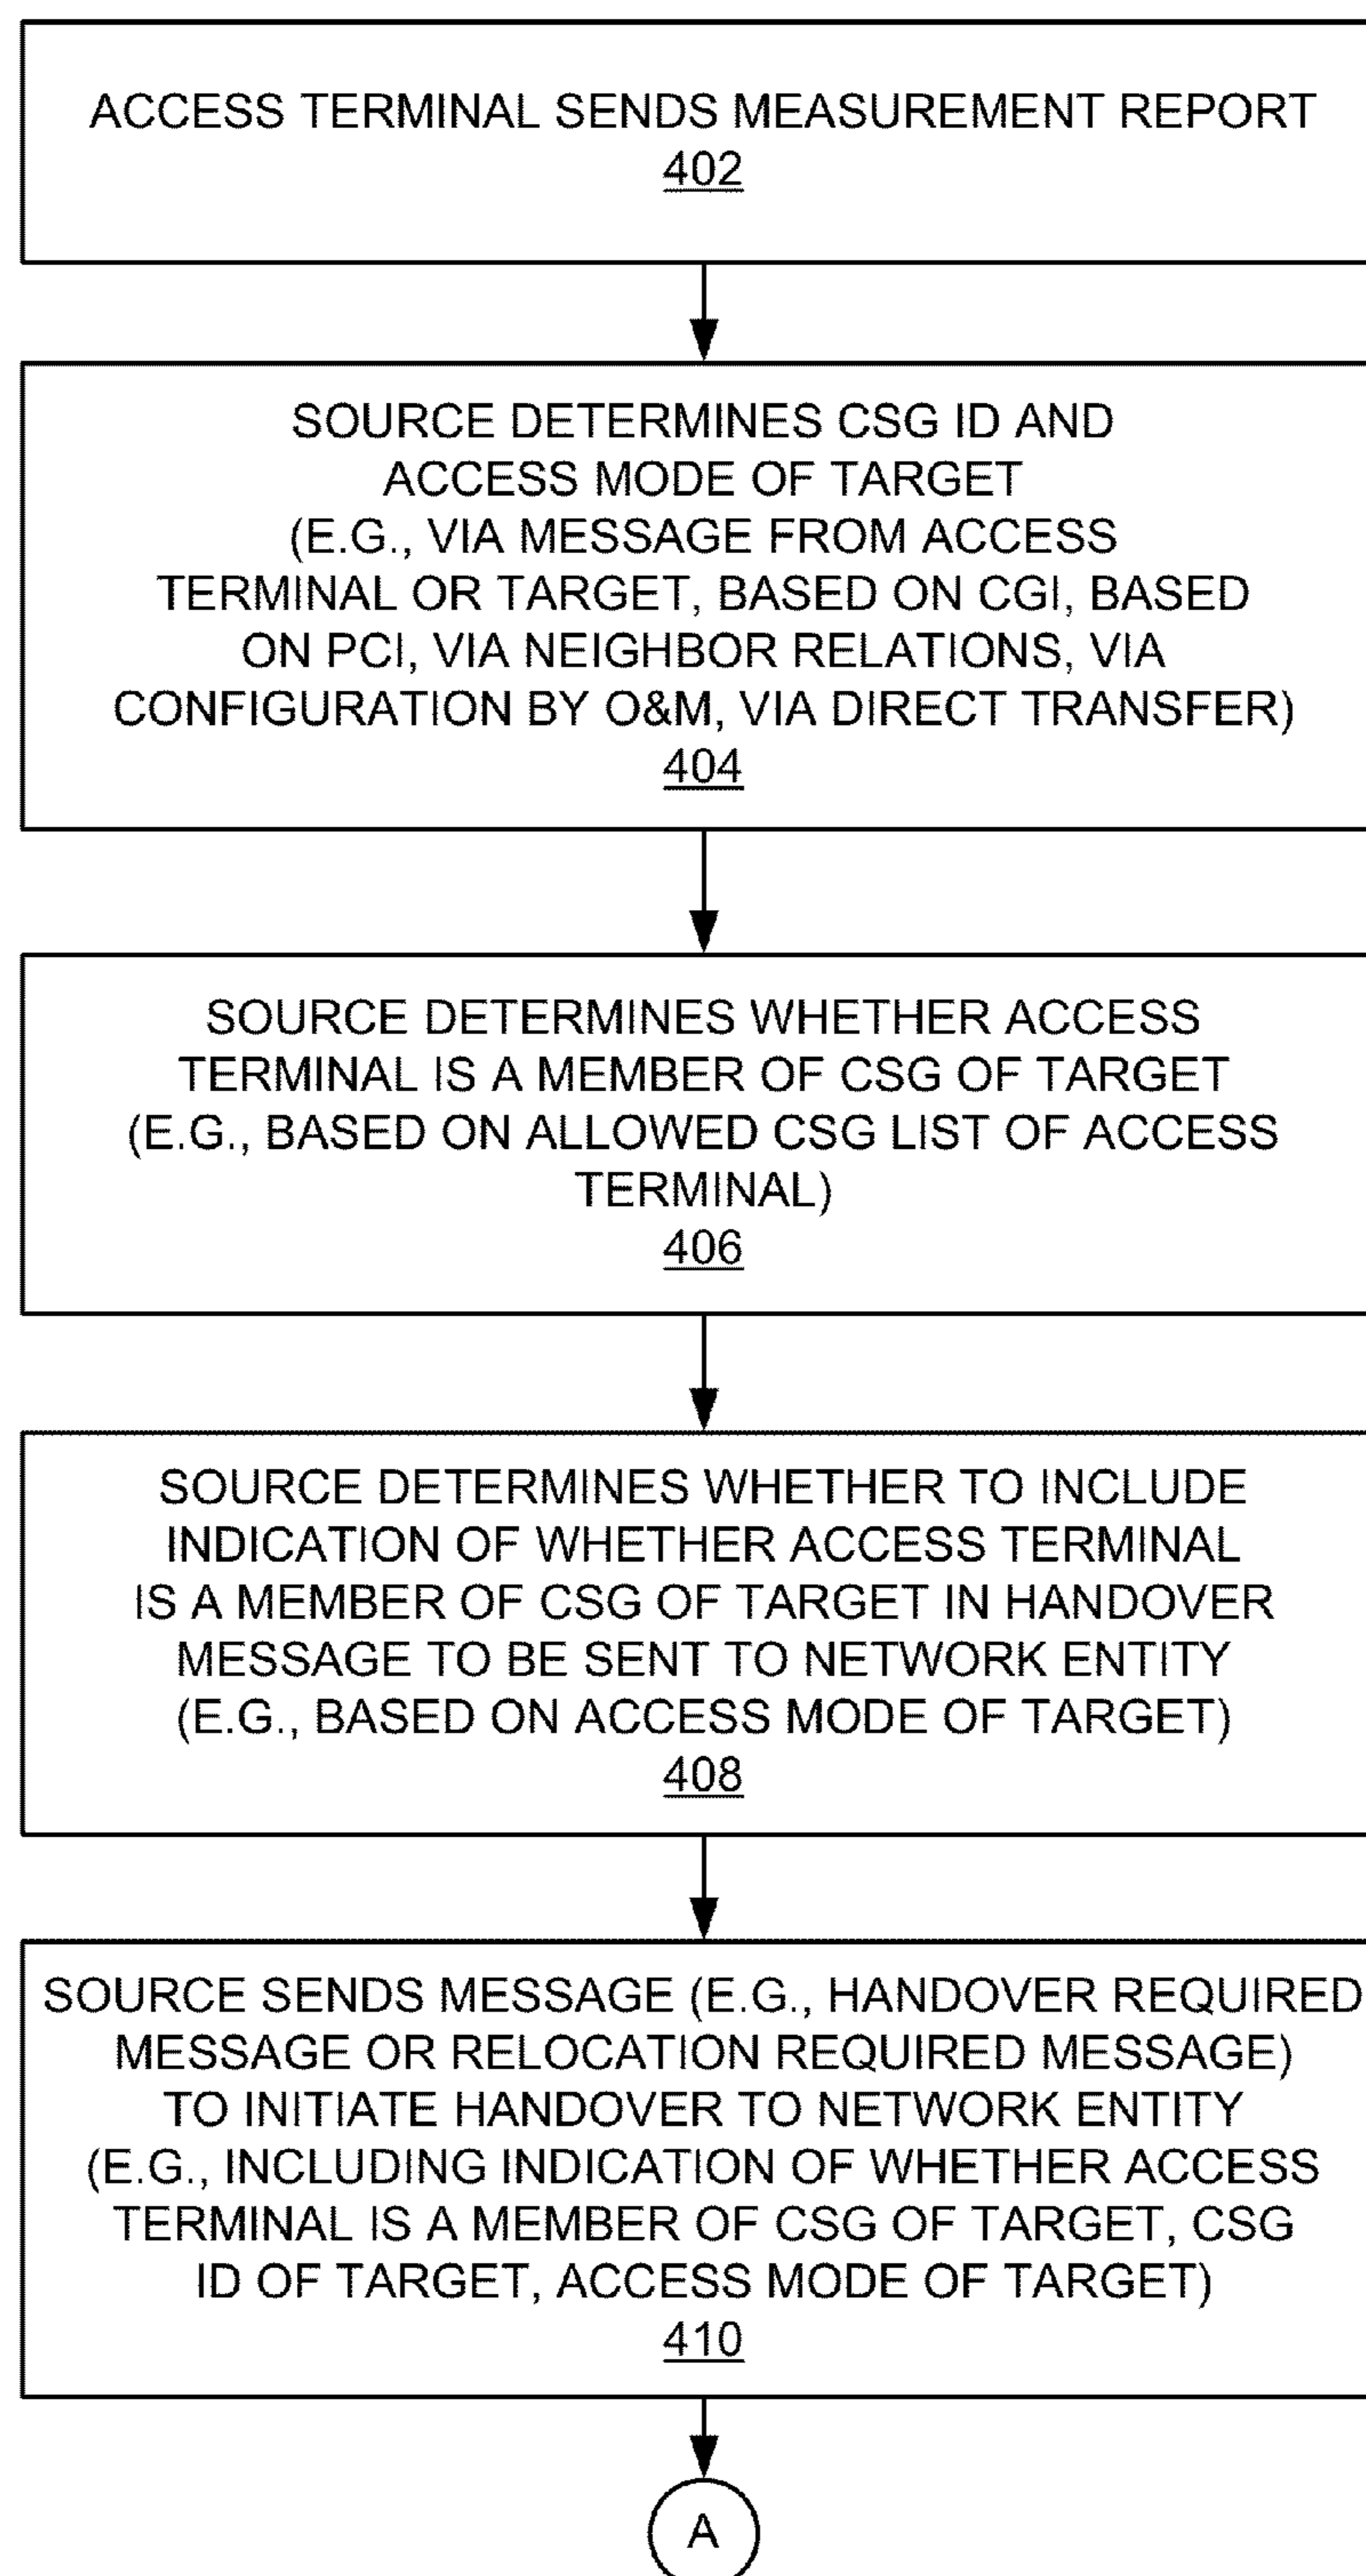 ACCESS TERMINAL SENDS MEASUREMENT REPORT
402
SOURCE DETERMINES CSG ID AND
ACCESS MODE OF TARGET
(E.G., VIA MESSAGE FROM ACCESS
TERMINAL OR TARGET, BASED ON CGI, BASED
ON PCI, VIA NEIGHBOR RELATIONS, VIA
CONFIGURATION BY O&M, VIA DIRECT TRANSFER)
404
SOURCE DETERMINES WHETHER ACCESS
TERMINAL IS A MEMBER OF CSG OF TARGET
(E.G., BASED ON ALLOWED CSG LIST OF ACCESS
TERMINAL)
406
SOURCE DETERMINES WHETHER TO INCLUDE
INDICATION OF WHETHER ACCESS TERMINAL
IS A MEMBER OF CSG OF TARGET IN HANDOVER
MESSAGE TO BE SENT TO NETWORK ENTITY
(E.G., BASED ON ACCESS MODE OF TARGET)
408
SOURCE SENDS MESSAGE (E.G., HANDOVER REQUIRED
MESSAGE OR RELOCATION REQUIRED MESSAGE)
TO INITIATE HANDOVER TO NETWORK ENTITY
(E.G., INCLUDING INDICATION OF WHETHER ACCESS
TERMINAL IS A MEMBER OF CSG OF TARGET, CSG
ID OF TARGET, ACCESS MODE OF TARGET)
410
A